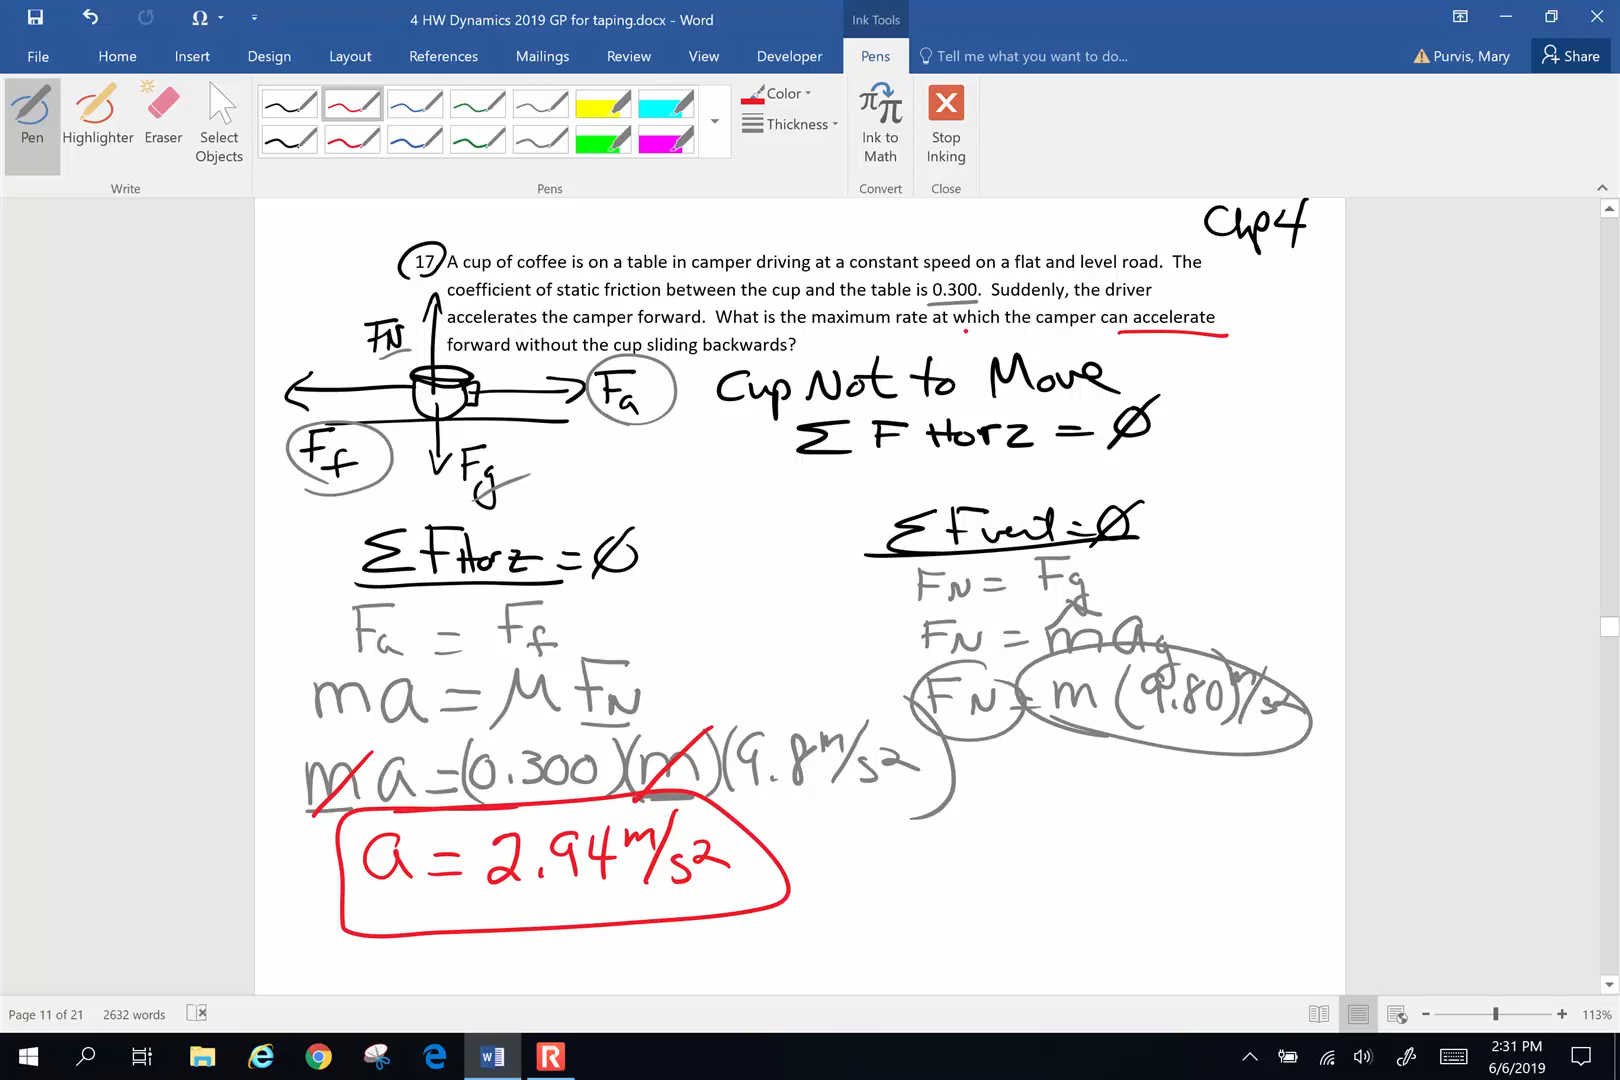 4 HW Dynamics 2019 GP for taping.docx - Word
Ink Tools
File Home Insert Design Layout References Mailings Review View Developer Pens Tell me what you want to do... Purvis, Mary Share
Pen Highlighter Eraser Select Objects
Color
Thickness
Ink to Math
Stop Inking
Write Pens Convert Close
Chp 4
17. A cup of coffee is on a table in camper driving at a constant speed on a flat and level road. The
coefficient of static friction between the cup and the table is 0.300. Suddenly, the driver
accelerates the camper forward. What is the maximum rate at which the camper can accelerate
forward without the cup sliding backwards?
FN
Fa
Ff
Fg
Cup Not to Move
Σ F Horz = Ø
Σ F Horz = Ø
Fa = Ff
ma = μ FN
ma = (0.300)(m)(9.8 m/s2)
a = 2.94 m/s2
Σ F vert = Ø
FN = Fg
FN = m ag
FN = m (9.80) m/s2
Page 11 of 21 2632 words 113%
2:31 PM
6/6/2019